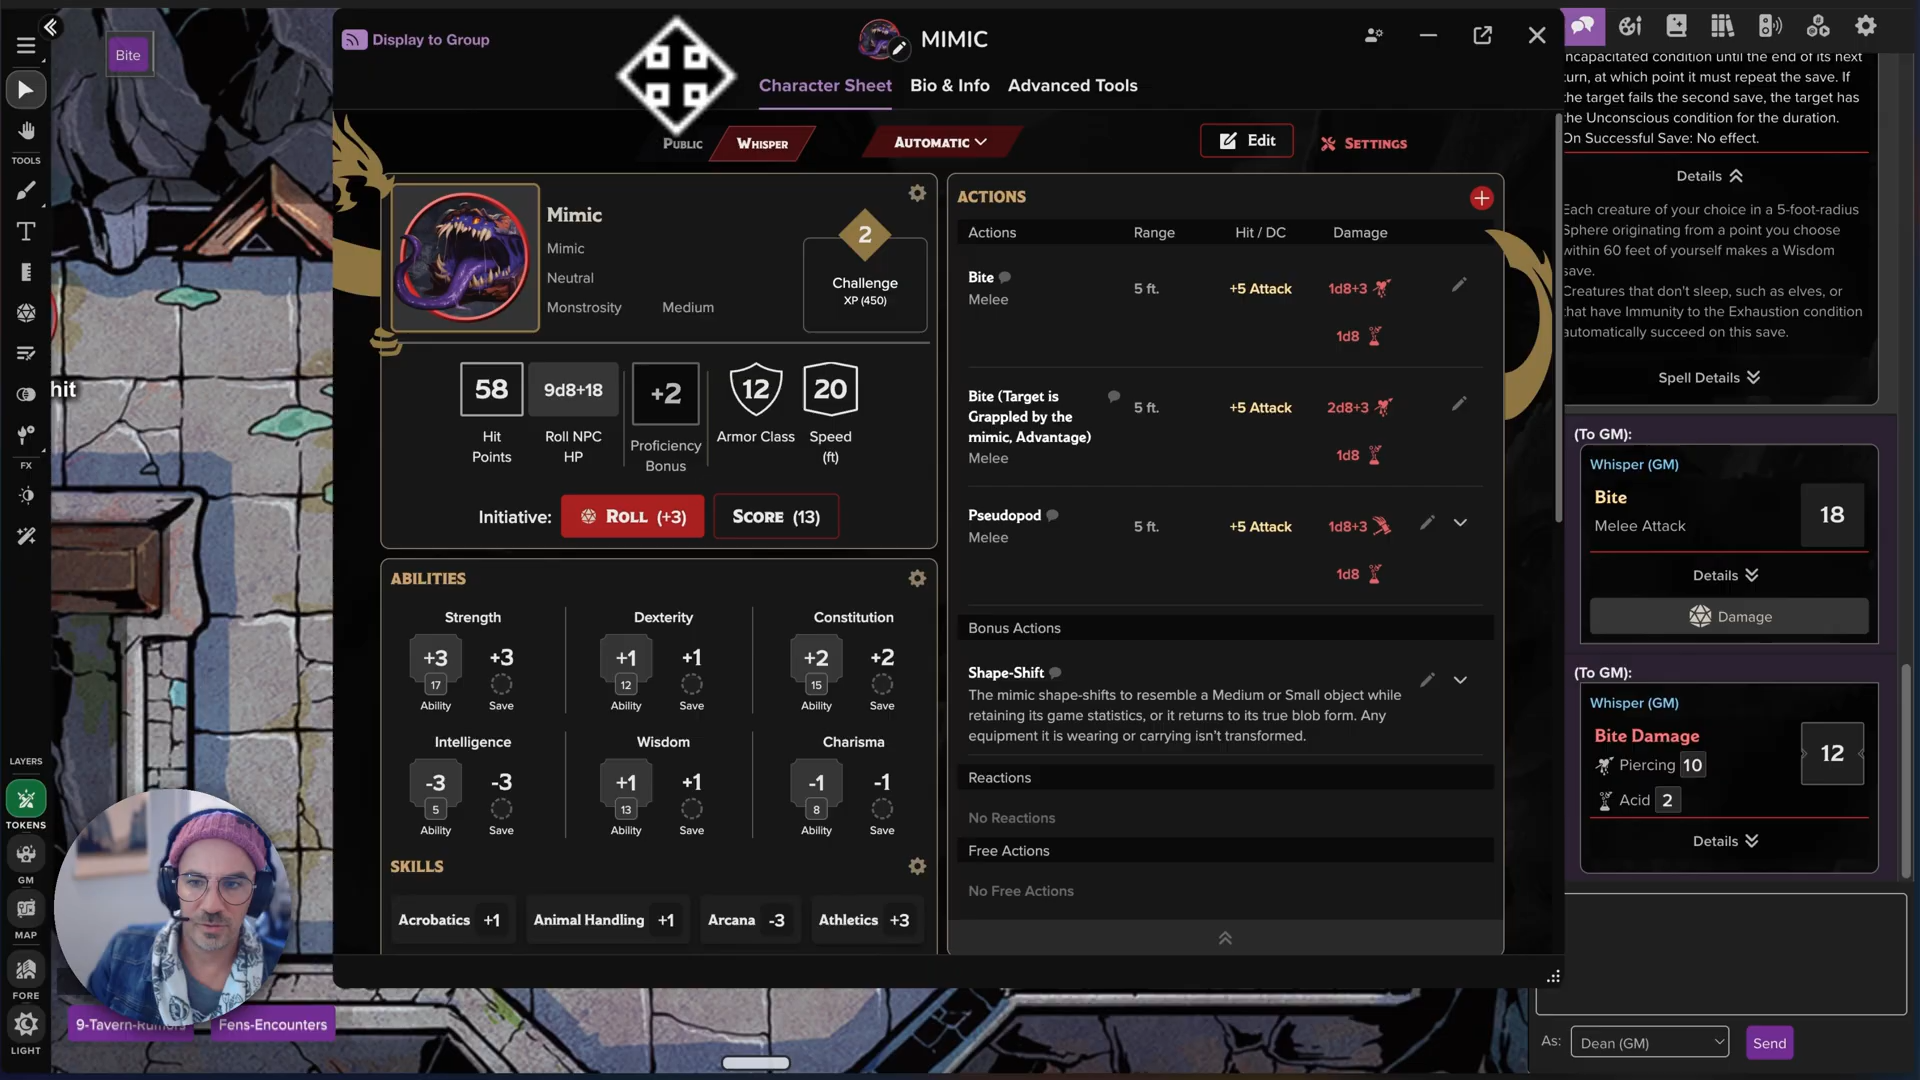 Bite
Display to Group
MIMIC
Character Sheet
Bio & Info
Advanced Tools
PUBLIC
WHISPER
AUTOMATIC
Edit
SETTINGS
TOOLS
hit
FX
LAYERS
TOKENS
GM
MAP
FORE
LIGHT
Mimic
Mimic
Neutral
Monstrosity
Medium
2
Challenge
XP (450)
58
9d8+18
+2
12
20
Hit
Points
Roll NPC
HP
Proficiency
Bonus
Armor Class
Speed
(ft)
Initiative:
ROLL (+3)
SCORE (13)
ABILITIES
Strength
Dexterity
Constitution
+3
+3
+1
+1
+2
+2
17
12
15
Ability
Save
Ability
Save
Ability
Save
Intelligence
Wisdom
Charisma
-3
-3
+1
+1
-1
-1
5
13
8
Ability
Save
Ability
Save
Ability
Save
SKILLS
Acrobatics +1
Animal Handling +1
Arcana -3
Athletics +3
ACTIONS
Actions
Range
Hit / DC
Damage
Bite
Melee
5 ft.
+5 Attack
1d8+3
1d8
Bite (Target is
Grappled by the
mimic, Advantage)
Melee
5 ft.
+5 Attack
2d8+3
1d8
Pseudopod
Melee
5 ft.
+5 Attack
1d8+3
1d8
Bonus Actions
Shape-Shift
The mimic shape-shifts to resemble a Medium or Small object while
retaining its game statistics, or it returns to its true blob form. Any
equipment it is wearing or carrying isn't transformed.
Reactions
No Reactions
Free Actions
No Free Actions
ncapacitated condition until the end of its next
urn, at which point it must repeat the save. If
the target fails the second save, the target has
the Unconscious condition for the duration.
On Successful Save: No effect.
Details
Each creature of your choice in a 5-foot-radius
Sphere originating from a point you choose
within 60 feet of yourself makes a Wisdom
save.
Creatures that don't sleep, such as elves, or
that have Immunity to the Exhaustion condition
automatically succeed on this save.
Spell Details
(To GM):
Whisper (GM)
Bite
Melee Attack
18
Details
Damage
(To GM):
Whisper (GM)
Bite Damage
Piercing 10
Acid 2
12
Details
As:
Dean (GM)
Send
9-Tavern-Rumors
Fens-Encounters